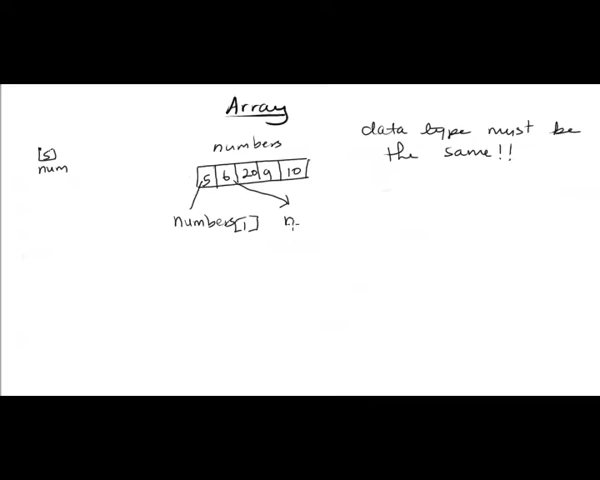 Array
data type must be
the same!!
[5]
num
numbers
5 6 20 9 10
numbers[1] n